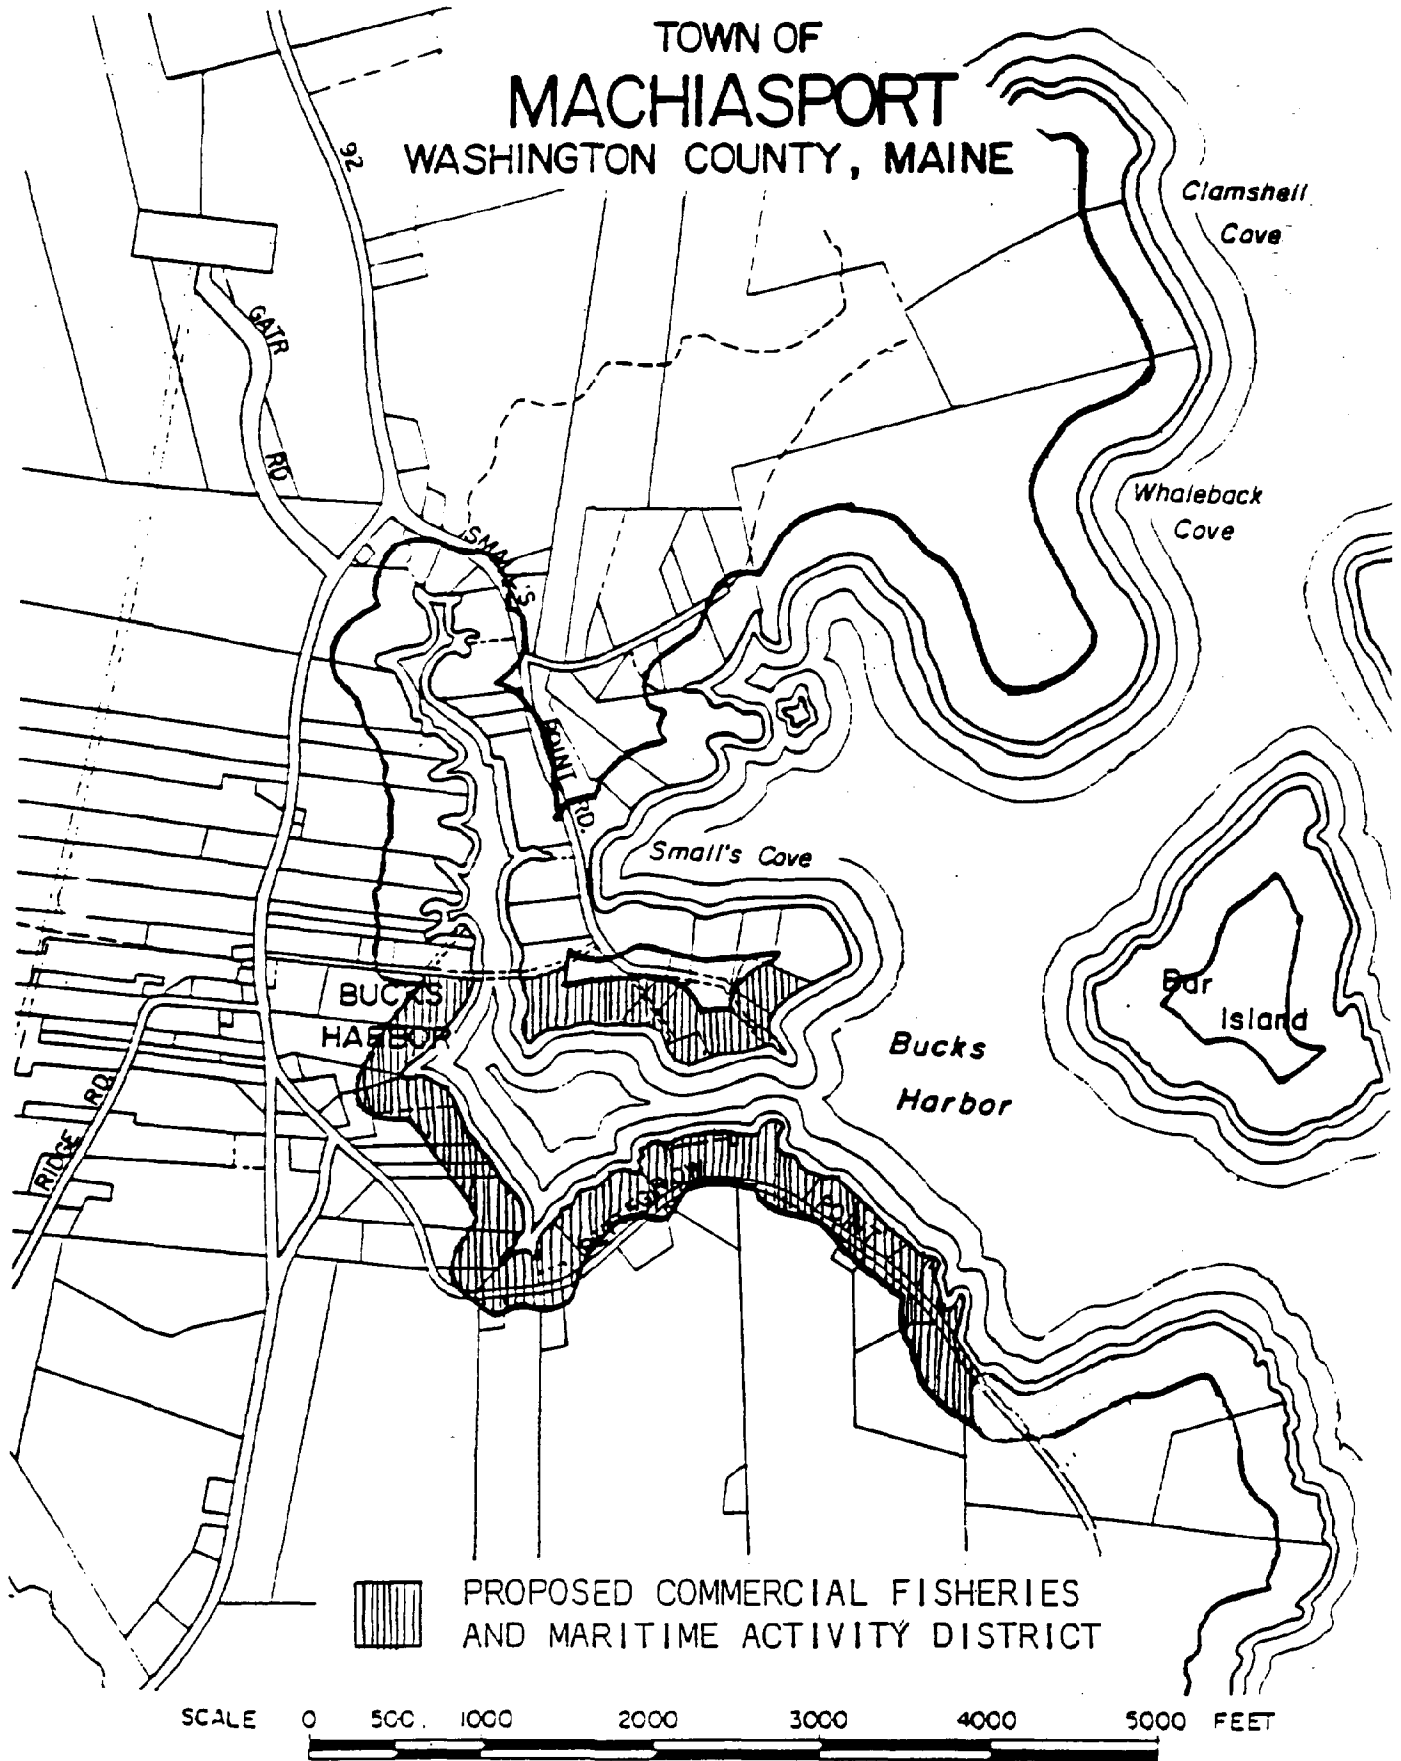 TOWN OF
MACHIASPORT
WASHINGTON COUNTY, MAINE
92
Clamshell
Cove
GATR
RD
Whaleback
Cove
SMALL'S
POINT
RD.
Small's Cove
BUCKS
HARBOR
Bar
Island
Bucks
Harbor
RIDGE
RD
PROPOSED COMMERCIAL FISHERIES
AND MARITIME ACTIVITY DISTRICT
SCALE 0 500. 1000 2000 3000 4000 5000 FEET